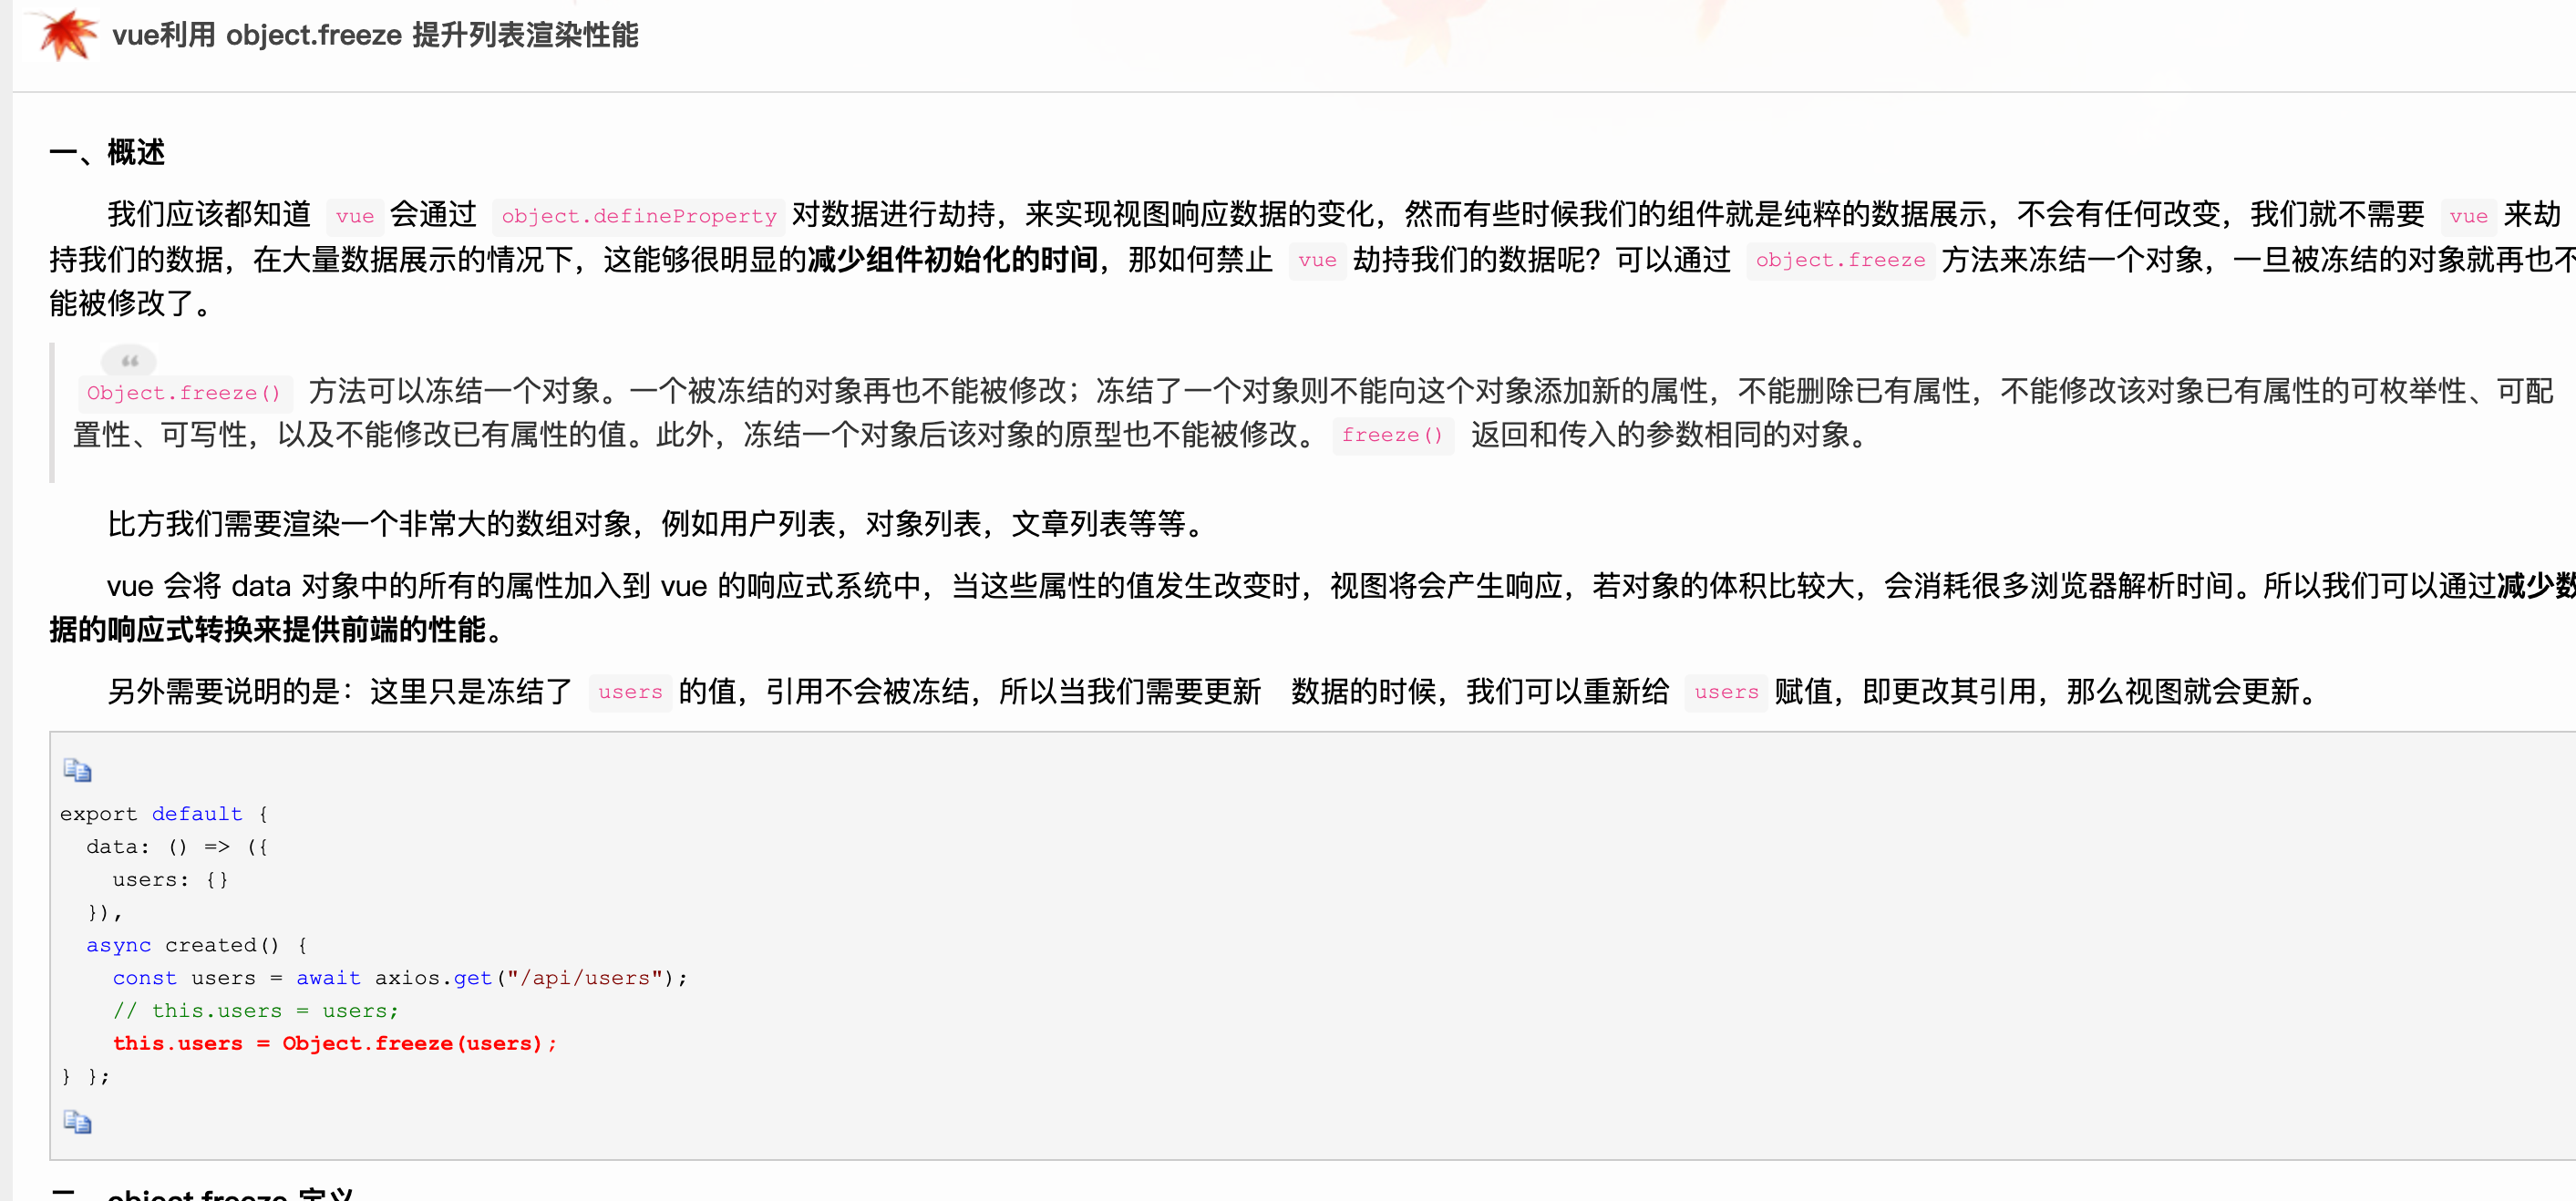 vue利用 object.freeze 提升列表渲染性能
一、概述
我们应该都知道 vue 会通过 object.defineProperty 对数据进行劫持，来实现视图响应数据的变化，然而有些时候我们的组件就是纯粹的数据展示，不会有任何改变，我们就不需要 vue 来劫
持我们的数据，在大量数据展示的情况下，这能够很明显的减少组件初始化的时间，那如何禁止 vue 劫持我们的数据呢？可以通过 object.freeze 方法来冻结一个对象，一旦被冻结的对象就再也不
能被修改了。
“
Object.freeze() 方法可以冻结一个对象。一个被冻结的对象再也不能被修改；冻结了一个对象则不能向这个对象添加新的属性，不能删除已有属性，不能修改该对象已有属性的可枚举性、可配
置性、可写性，以及不能修改已有属性的值。此外，冻结一个对象后该对象的原型也不能被修改。 freeze() 返回和传入的参数相同的对象。
比方我们需要渲染一个非常大的数组对象，例如用户列表，对象列表，文章列表等等。
vue 会将 data 对象中的所有的属性加入到 vue 的响应式系统中，当这些属性的值发生改变时，视图将会产生响应，若对象的体积比较大，会消耗很多浏览器解析时间。所以我们可以通过减少数
据的响应式转换来提供前端的性能。
另外需要说明的是：这里只是冻结了 users 的值，引用不会被冻结，所以当我们需要更新 数据的时候，我们可以重新给 users 赋值，即更改其引用，那么视图就会更新。
export default {
  data: () => ({
    users: {}
  }),
  async created() {
    const users = await axios.get("/api/users");
    // this.users = users;
    this.users = Object.freeze(users);
} };
二、object.freeze 定义